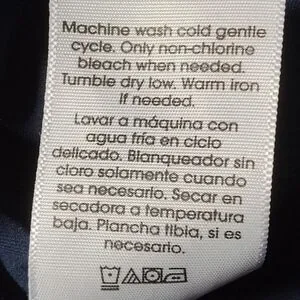 Machine wash cold gentle
cycle. Only non-chlorine
bleach when needed.
Tumble dry low. Warm iron
if needed.
Lavar a máquina con
agua fría en ciclo
delicado. Blanqueador sin
cloro solamente cuando
sea necesario. Secar en
secadora a temperatura
baja. Plancha tibia, si es
necesario.